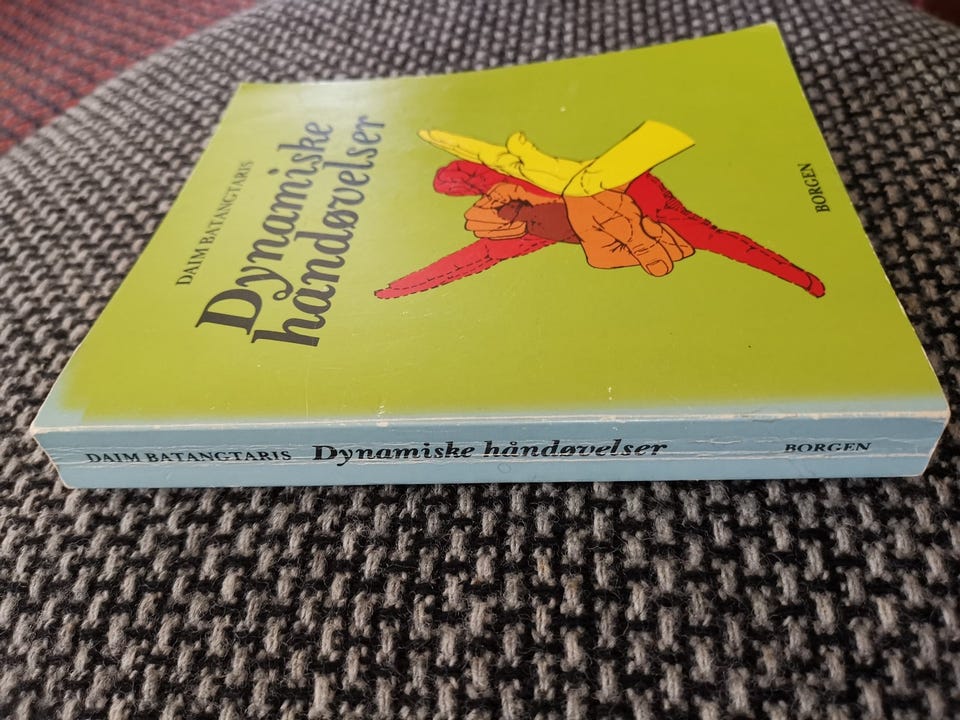 DAIM BATANGTARIS
Dynamiske
håndøvelser
BORGEN
DAIM BATANGTARIS Dynamiske håndøvelser BORGEN